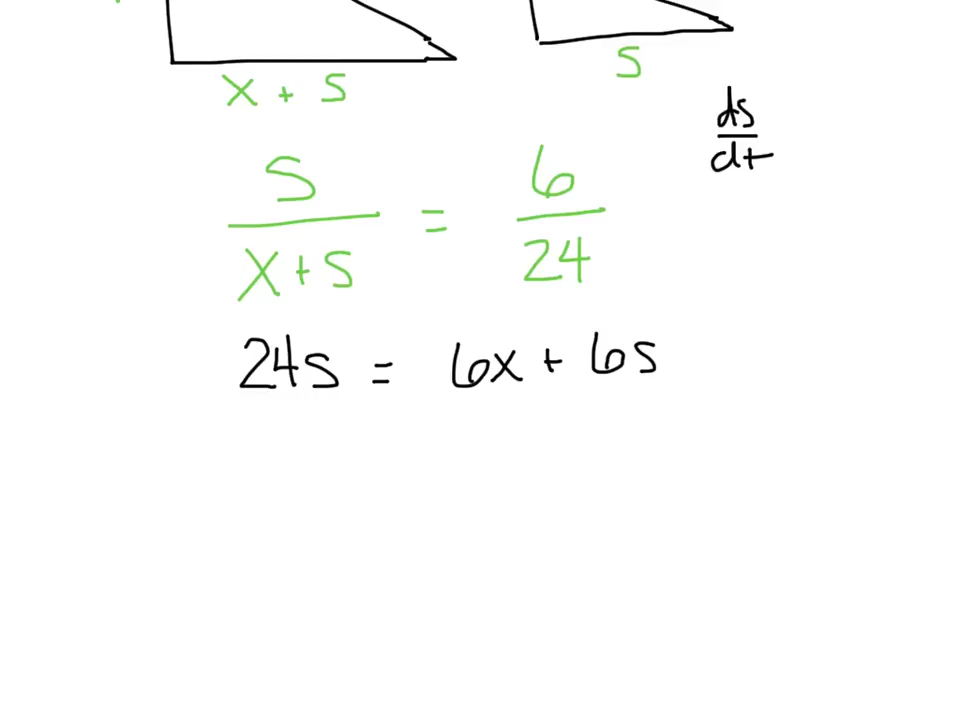 x + s
s
ds/dt
s/(x+s) = 6/24
24s = 6x + 6s